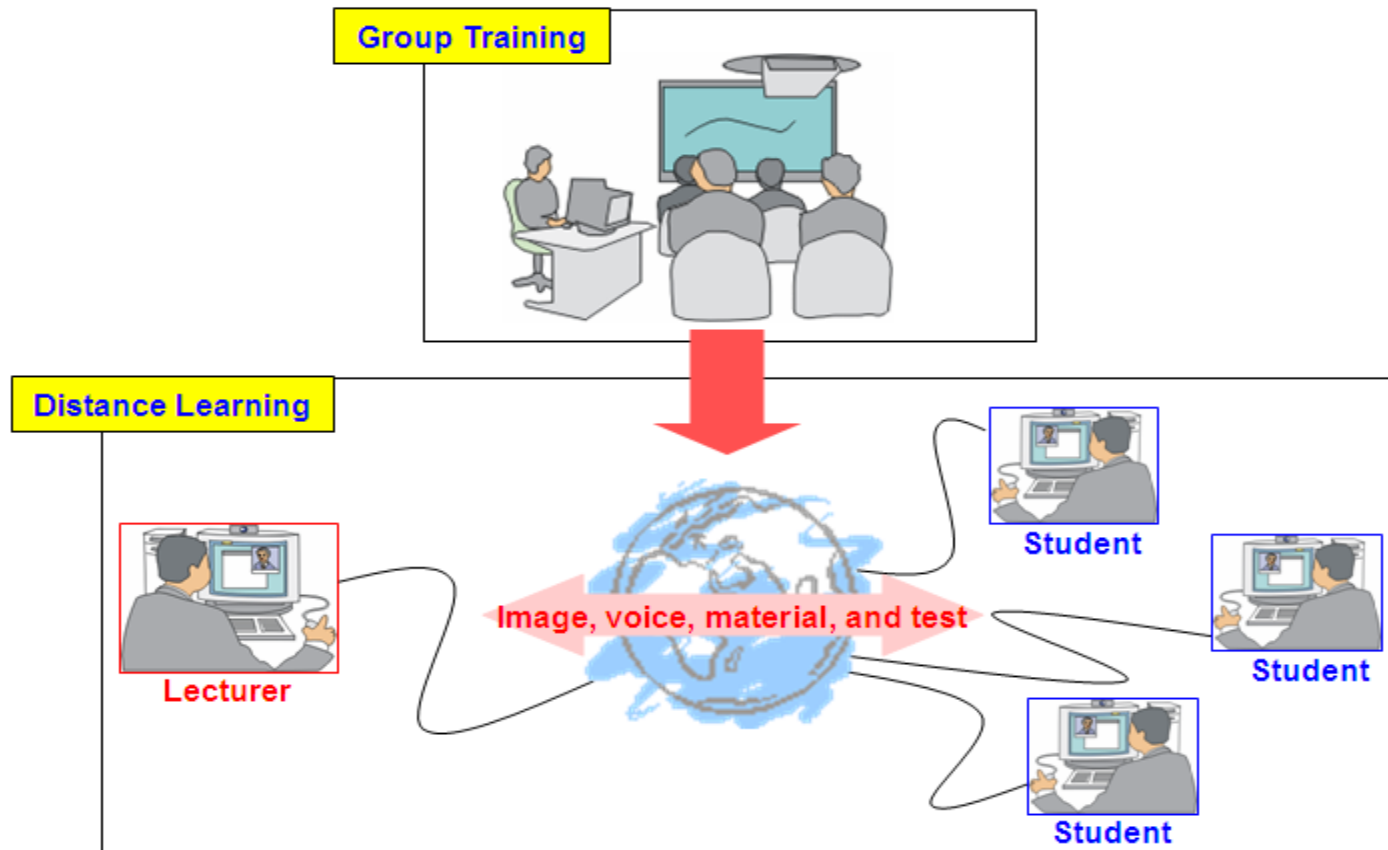 Group Training
Distance Learning
Student
Image, voice, material, and test
Student
Lecturer
Student